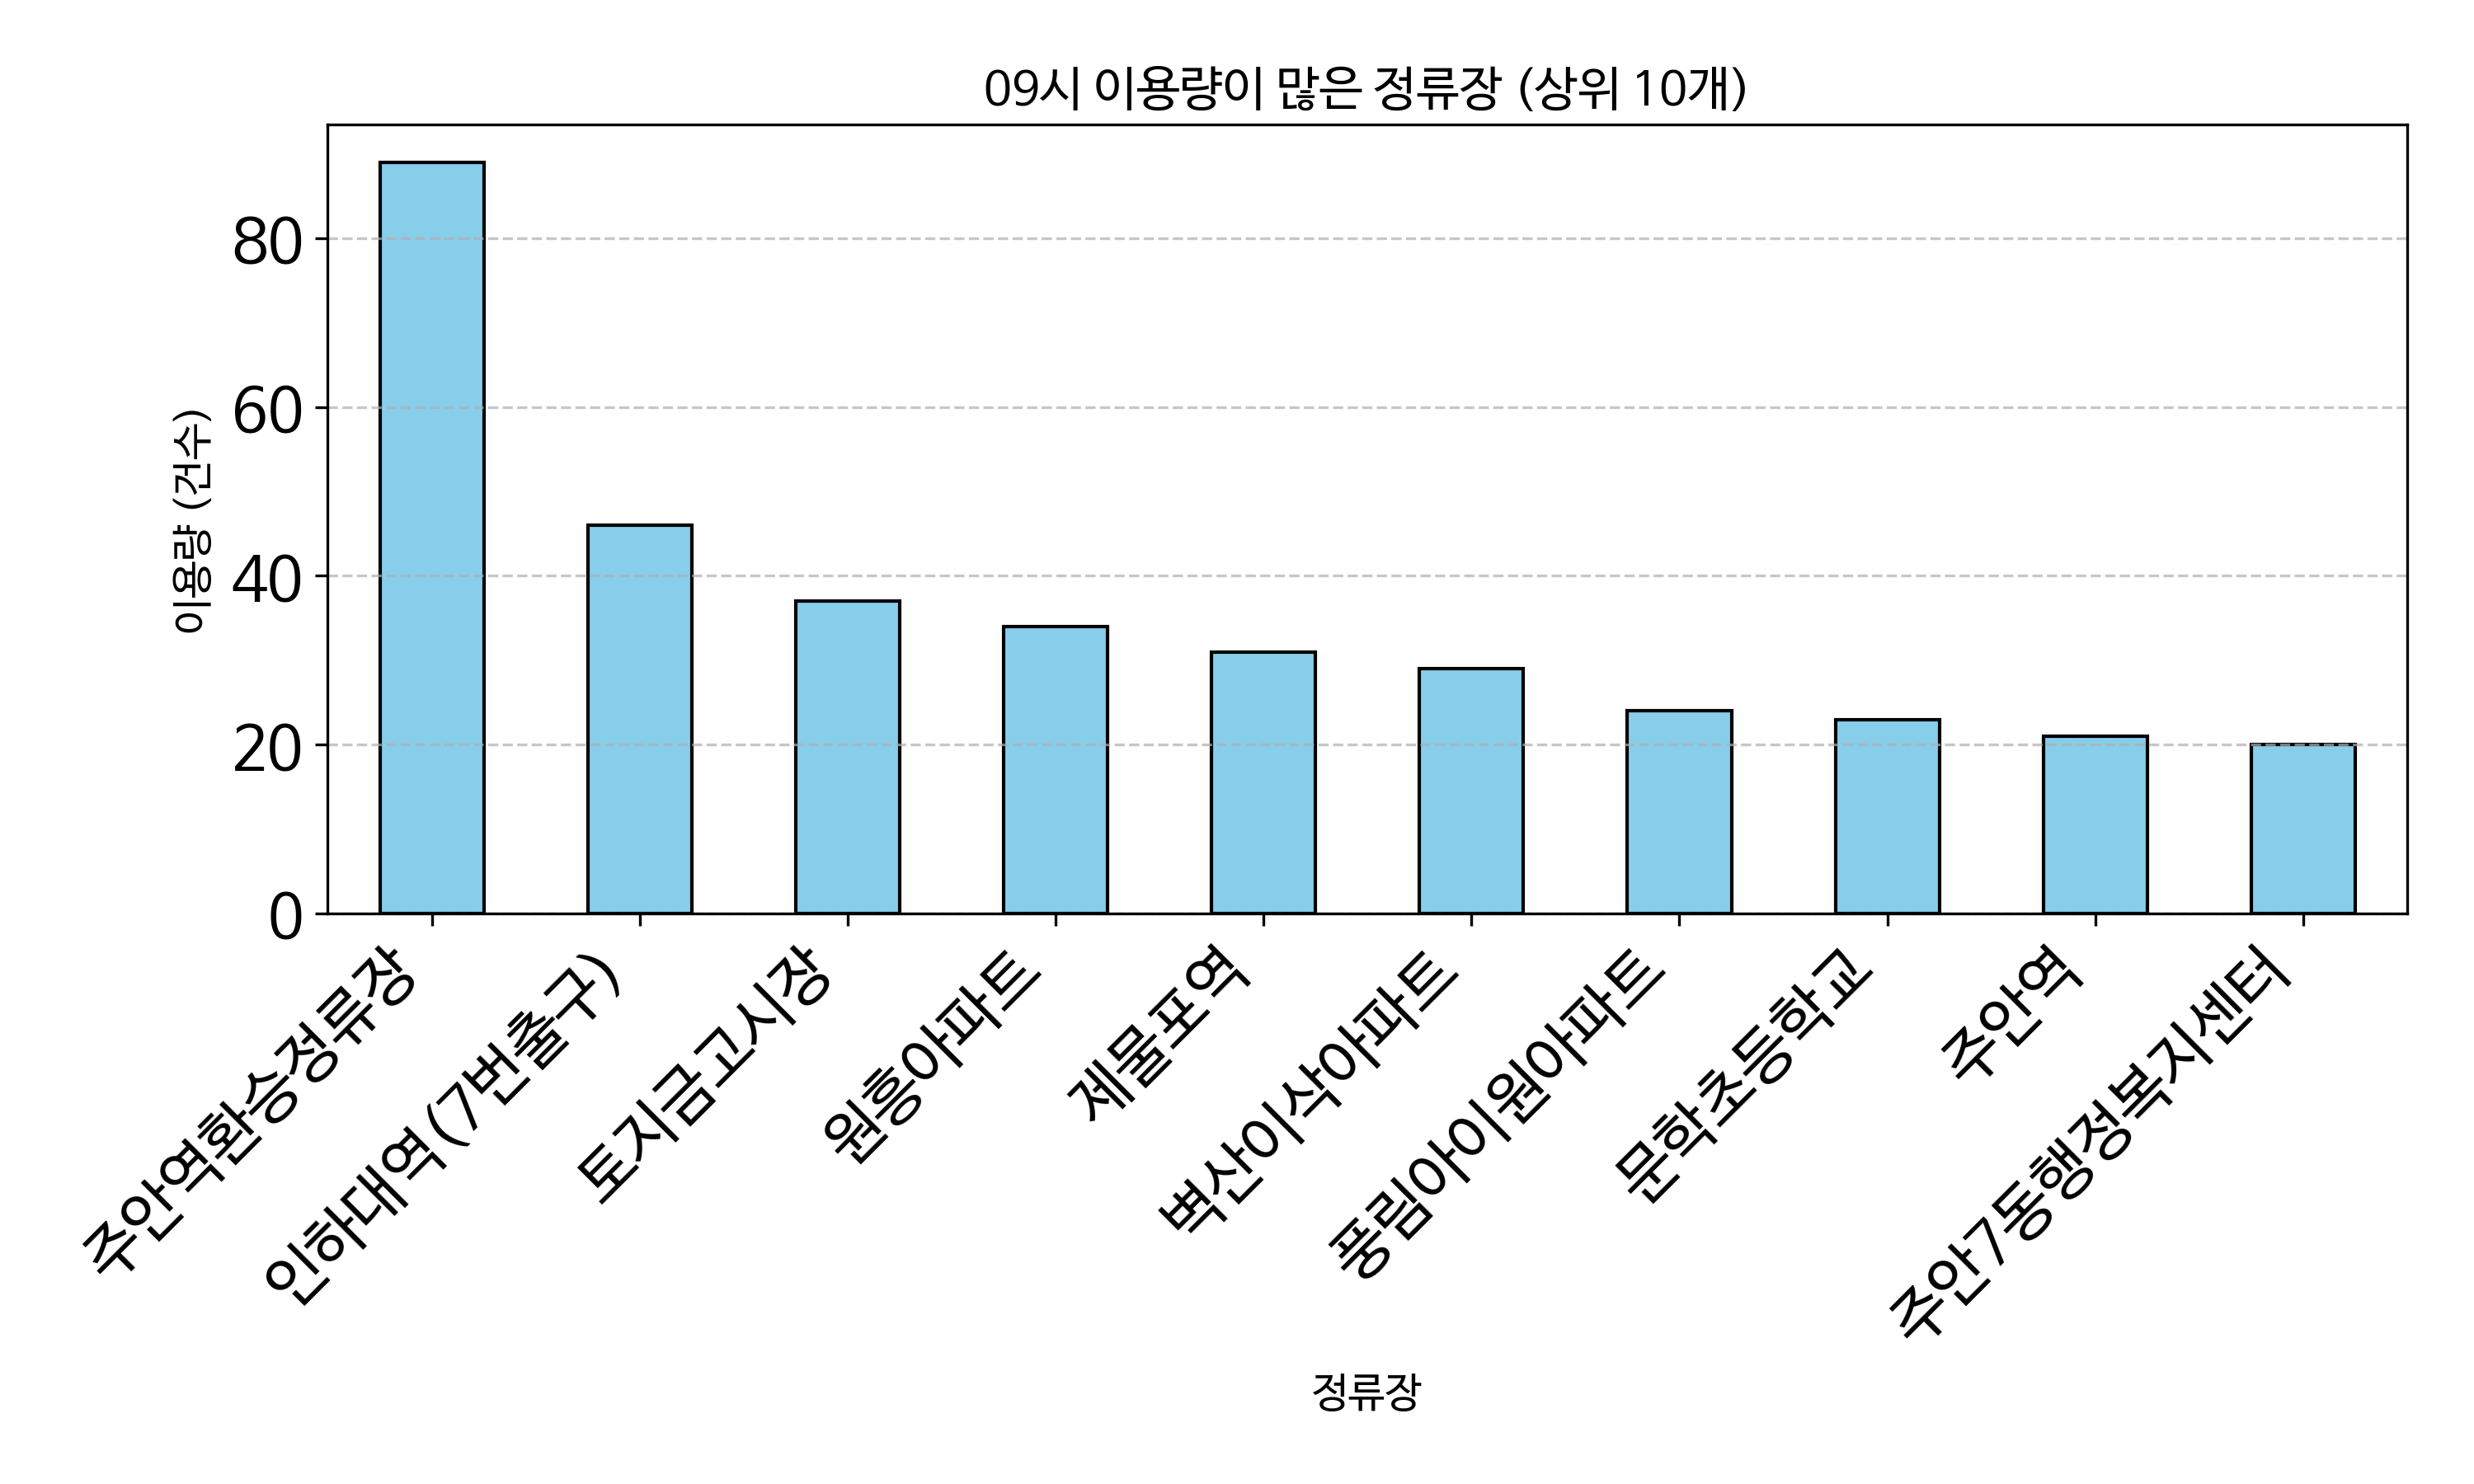 09시 이용량이 많은 정류장 (상위 10개)
이용량 (건수)
80
60
40
20
0
주안역환승정류장
인하대역(7번출구)
토지금고시장
원흥아파트
제물포역
벽산이삭아파트
풍림아이원아파트
문학초등학교
주안역
주안7동행정복지센터
정류장